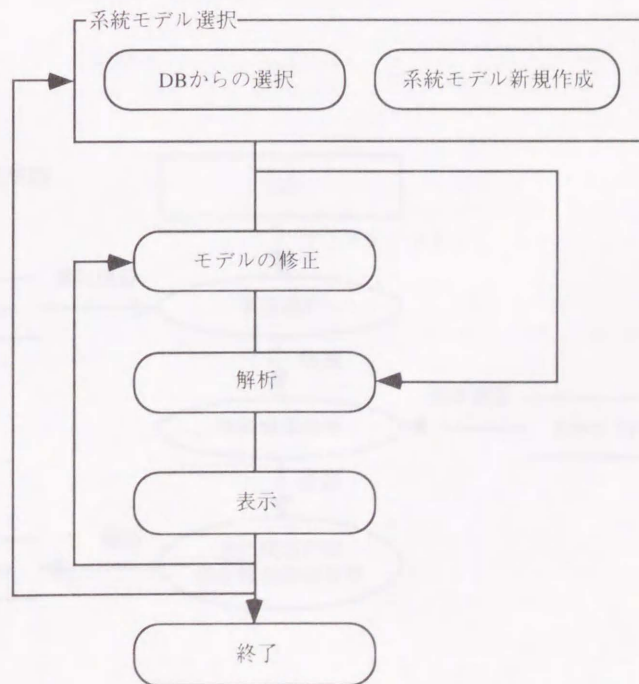 系統モデル選択
DBからの選択
系統モデル新規作成
モデルの修正
解析
表示
終了